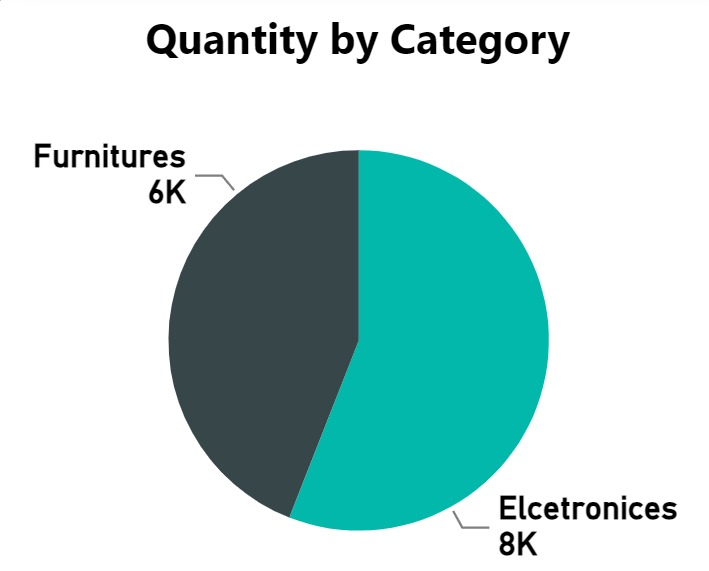 Quantity by Category
Furnitures
6K
Elcetronices
8K